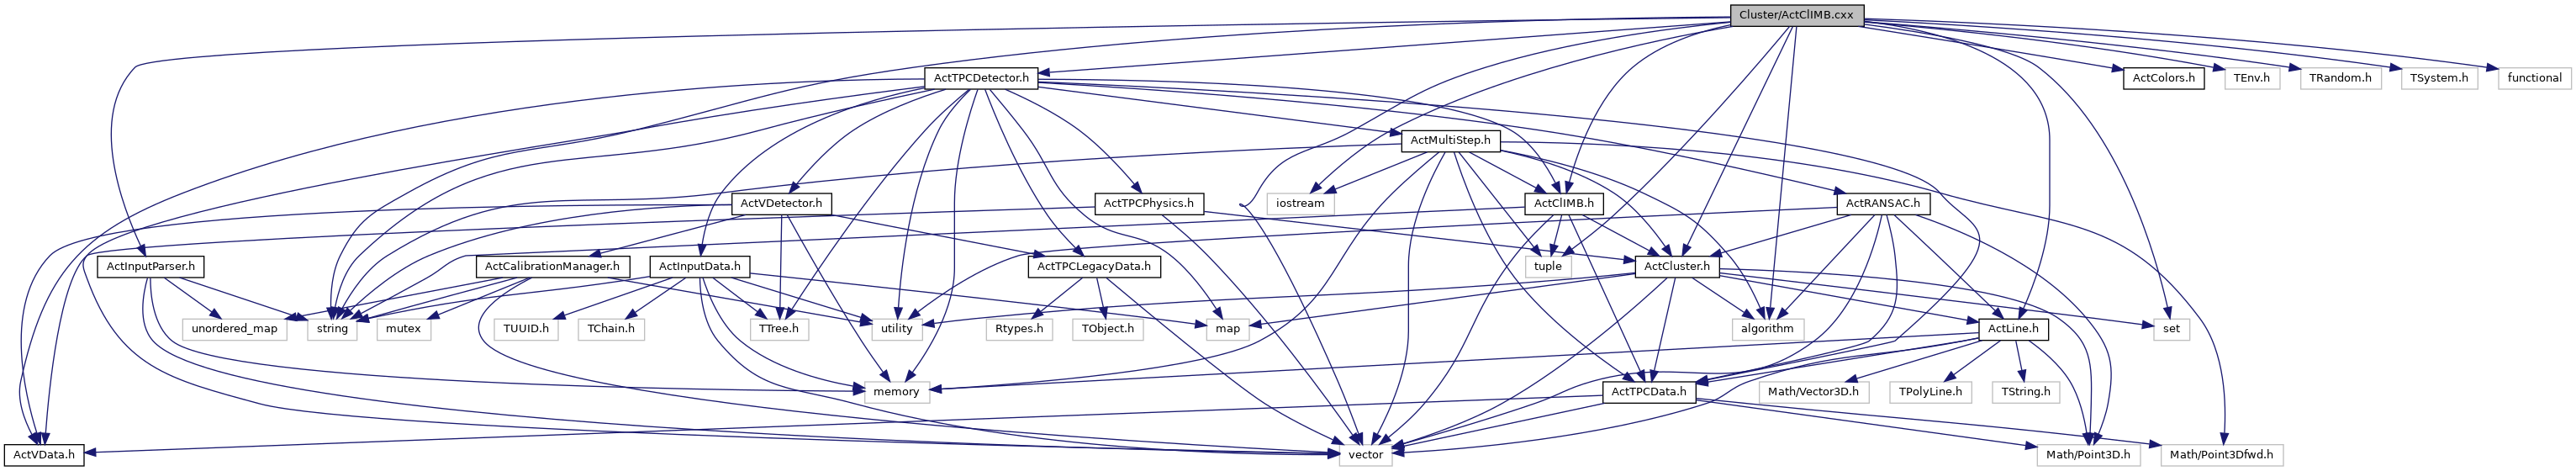 Cluster/ActClIMB.cxx
ActTPCDetector.h
ActColors.h
TEnv.h
TRandom.h
TSystem.h
functional
ActMultiStep.h
ActVDetector.h
ActTPCPhysics.h
iostream
ActClIMB.h
ActRANSAC.h
ActInputParser.h
ActCalibrationManager.h
ActInputData.h
ActTPCLegacyData.h
tuple
ActCluster.h
unordered_map
string
mutex
TUUID.h
TChain.h
TTree.h
utility
Rtypes.h
TObject.h
map
algorithm
ActLine.h
set
memory
ActTPCData.h
Math/Vector3D.h
TPolyLine.h
TString.h
ActVData.h
vector
Math/Point3D.h
Math/Point3Dfwd.h